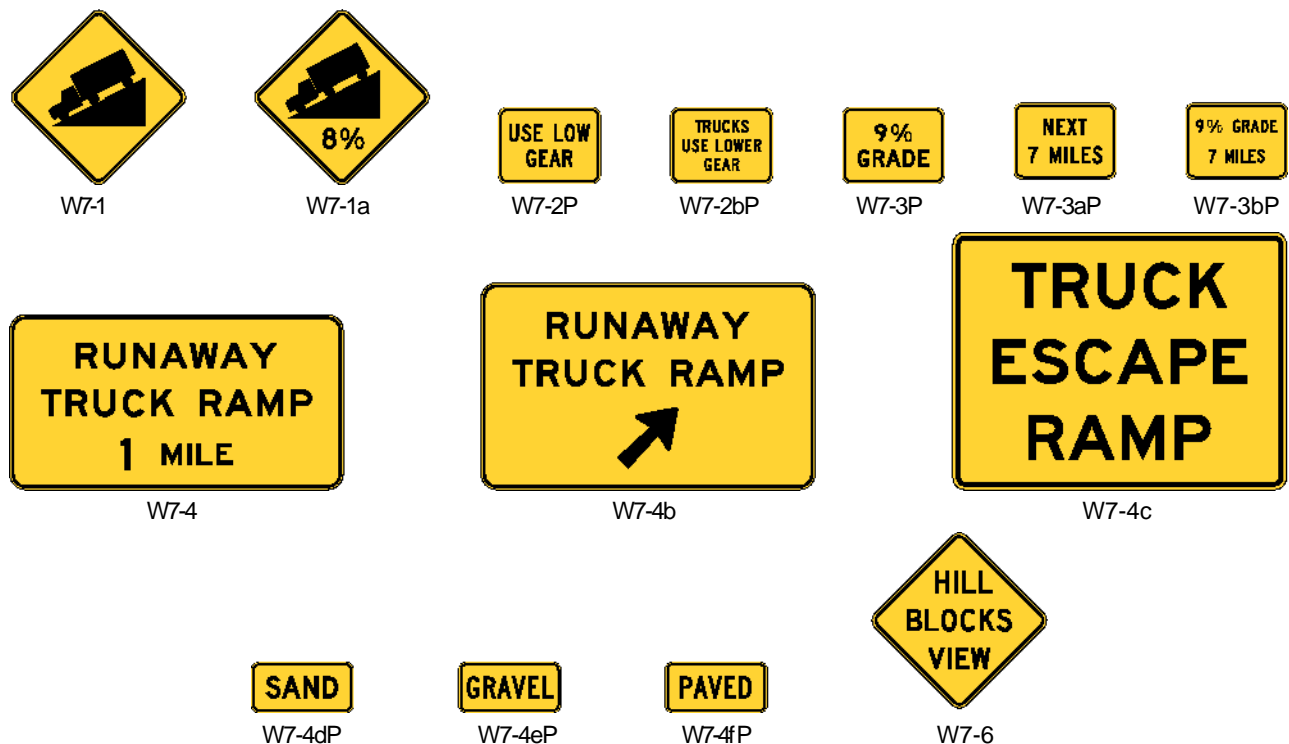 8%
USE LOW
GEAR
TRUCKS
USE LOWER
GEAR
9%
GRADE
NEXT
7 MILES
9% GRADE
7 MILES
W7-1
W7-1a
W7-2P
W7-2bP
W7-3P
W7-3aP
W7-3bP
RUNAWAY
TRUCK RAMP
1 MILE
RUNAWAY
TRUCK RAMP
TRUCK
ESCAPE
RAMP
W7-4
W7-4b
W7-4c
SAND
GRAVEL
PAVED
HILL
BLOCKS
VIEW
W7-4dP
W7-4eP
W7-4fP
W7-6